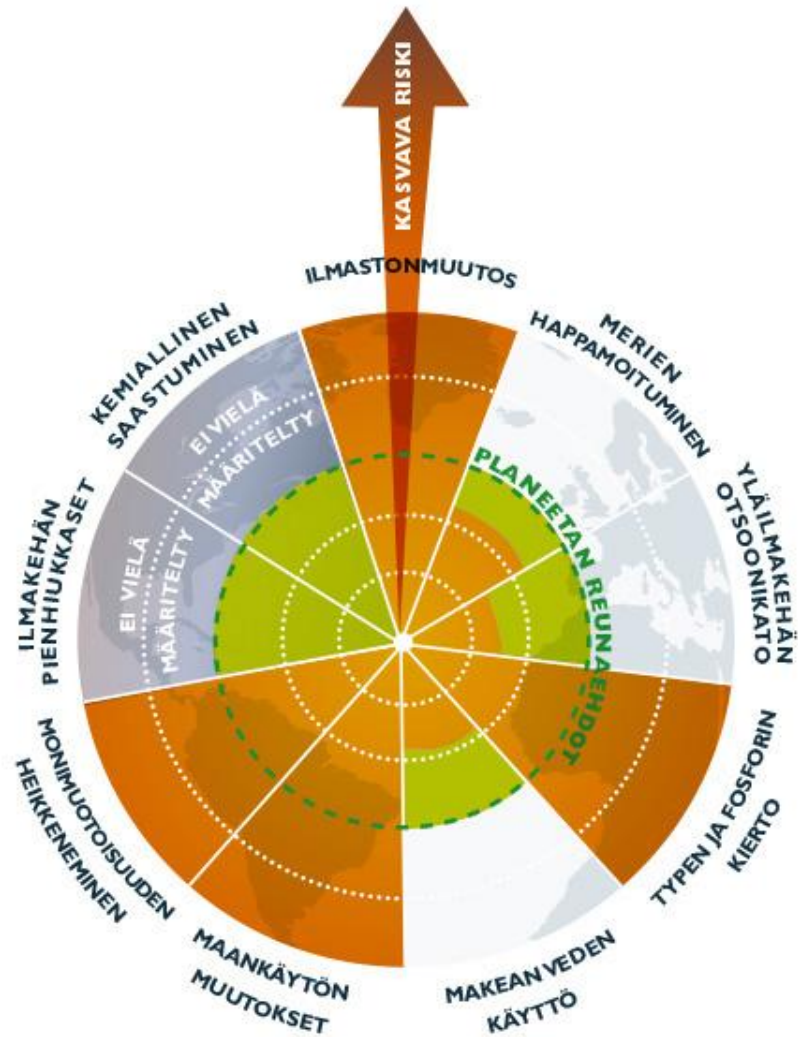 KASVAVA RISKI
ILMASTONMUUTOS
MERIEN
HAPPAMOITUMINEN
YLÄILMAKEHÄN
OTSOONIKATO
TYPEN JA FOSFORIN
KIERTO
MAKEAN VEDEN
KÄYTTÖ
MAANKÄYTÖN
MUUTOKSET
MONIMUOTOISUUDEN
HEIKKENEMINEN
ILMAKEHÄN
PIENHIUKKASET
KEMIALLINEN
SAASTUMINEN
EI VIELÄ
MÄÄRITELTY
EI VIELÄ
MÄÄRITELTY
PLANEETAN REUNAEHDOT